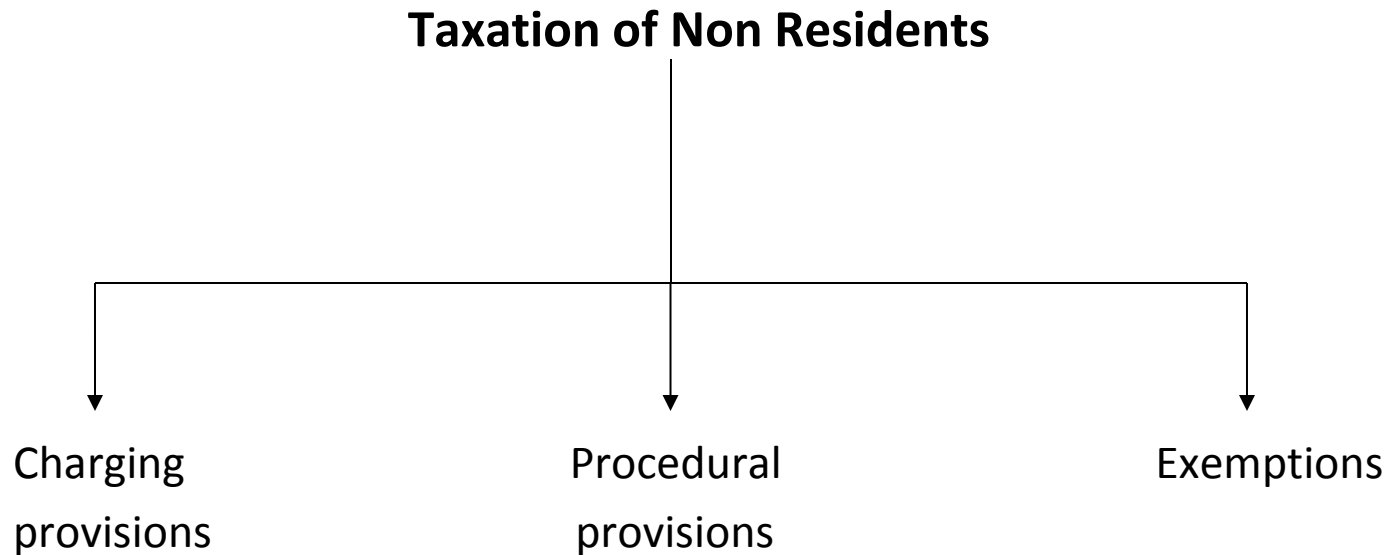 Taxation of Non Residents
Charging
provisions
Procedural
provisions
Exemptions